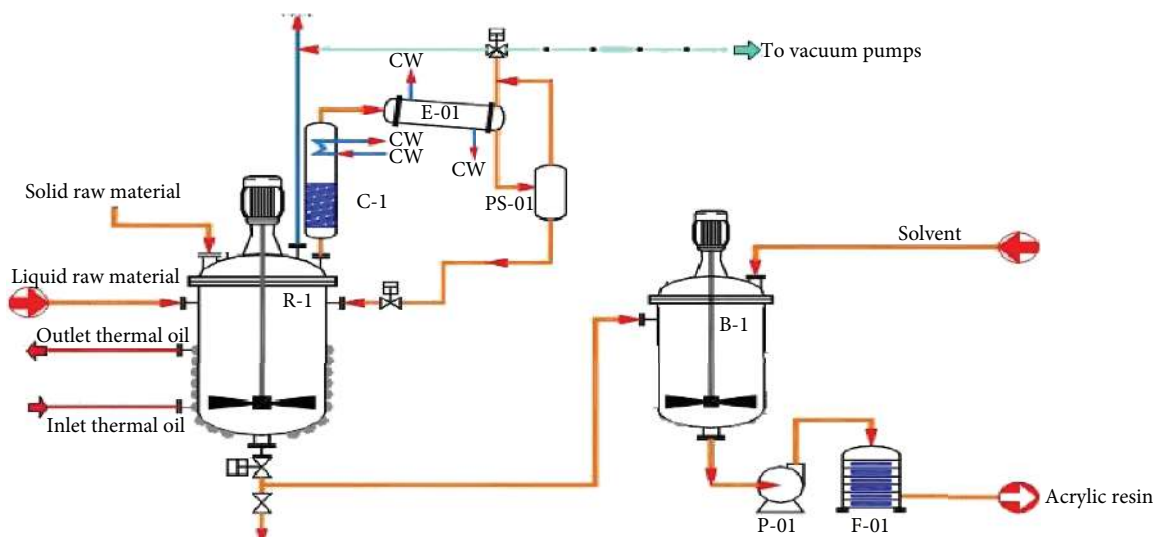 To vacuum pumps
CW
E-01
CW
CW
CW
Solid raw material
C-1
PS-01
Solvent
Liquid raw material
R-1
B-1
Outlet thermal oil
Inlet thermal oil
Acrylic resin
P-01
F-01